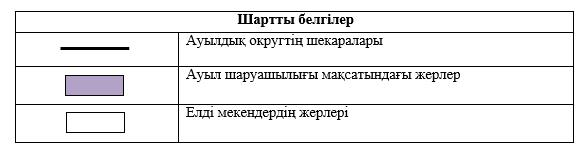 Шартты белгілер
Ауылдық округтің шекаралары
Ауыл шаруашылығы мақсатындағы жерлер
Елді мекендердің жерлері